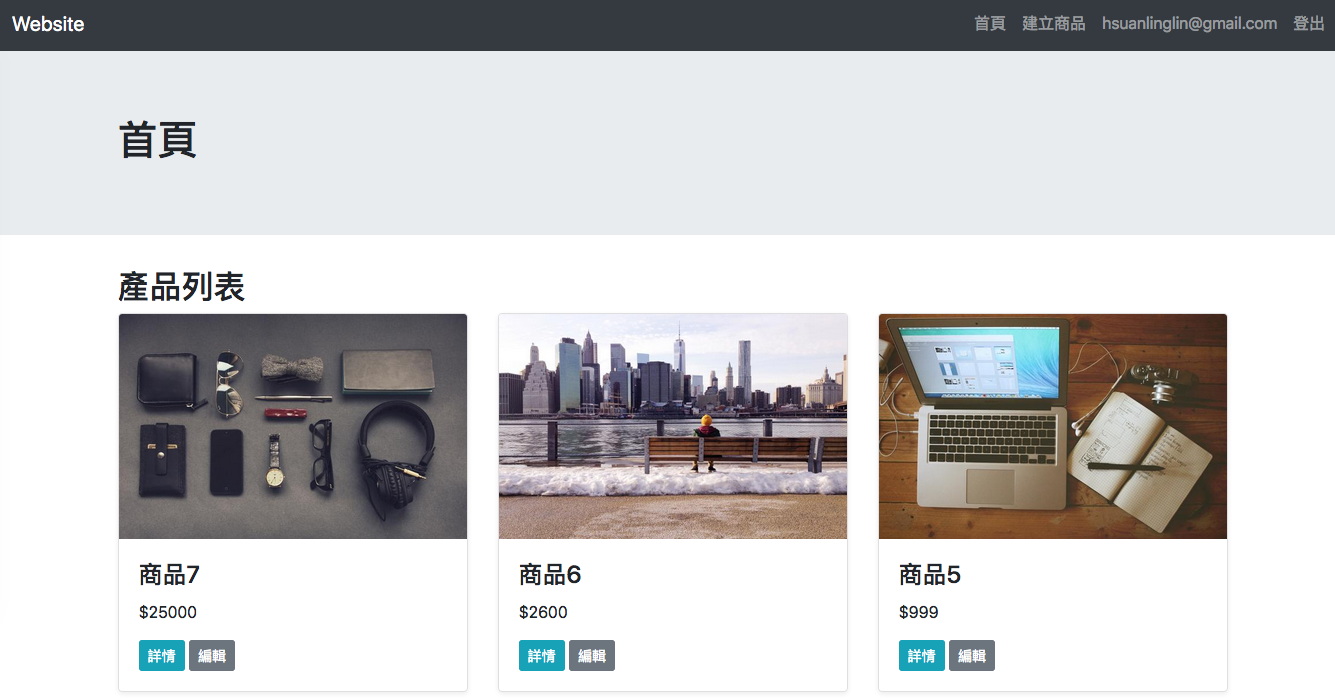 Website 首頁 建立商品 hsuanlinglin@gmail.com 登出
首頁
產品列表
商品7
$25000
詳情 編輯
商品6
$2600
詳情 編輯
商品5
$999
詳情 編輯